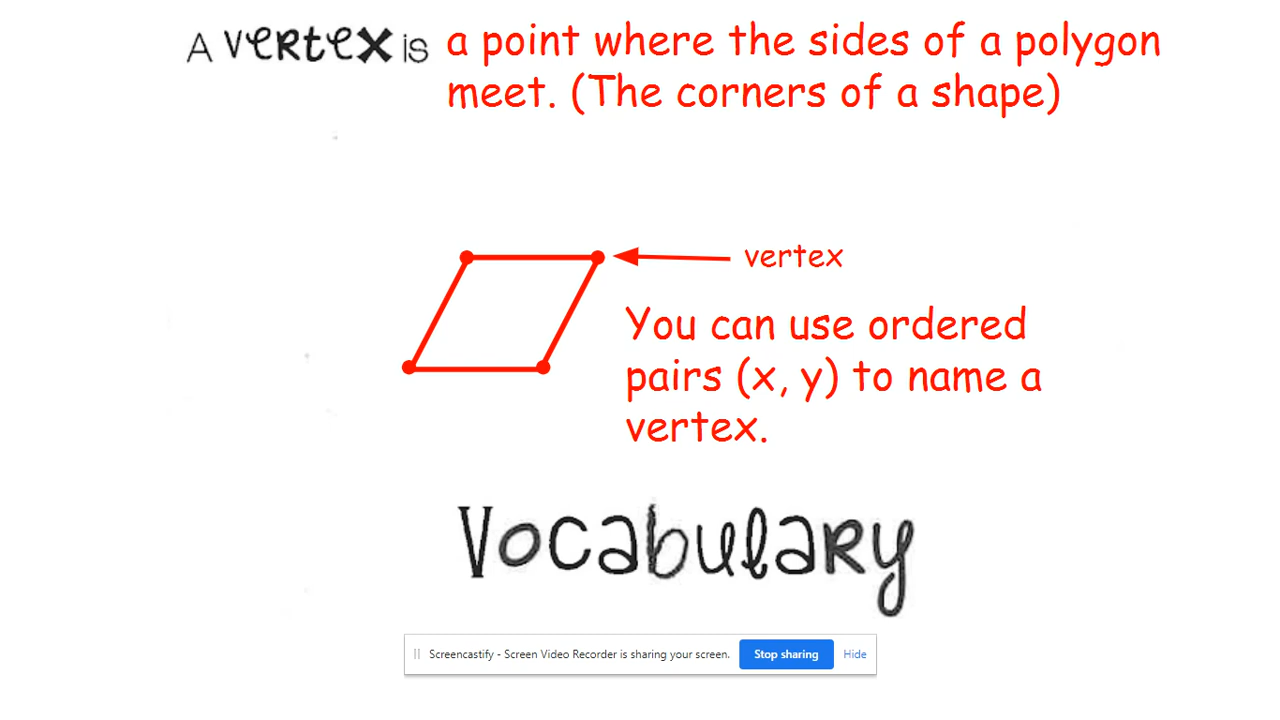 A vertex is a point where the sides of a polygon
meet. (The corners of a shape)
vertex
You can use ordered
pairs (x, y) to name a
vertex.
Vocabulary
Screencastify - Screen Video Recorder is sharing your screen. Stop sharing Hide